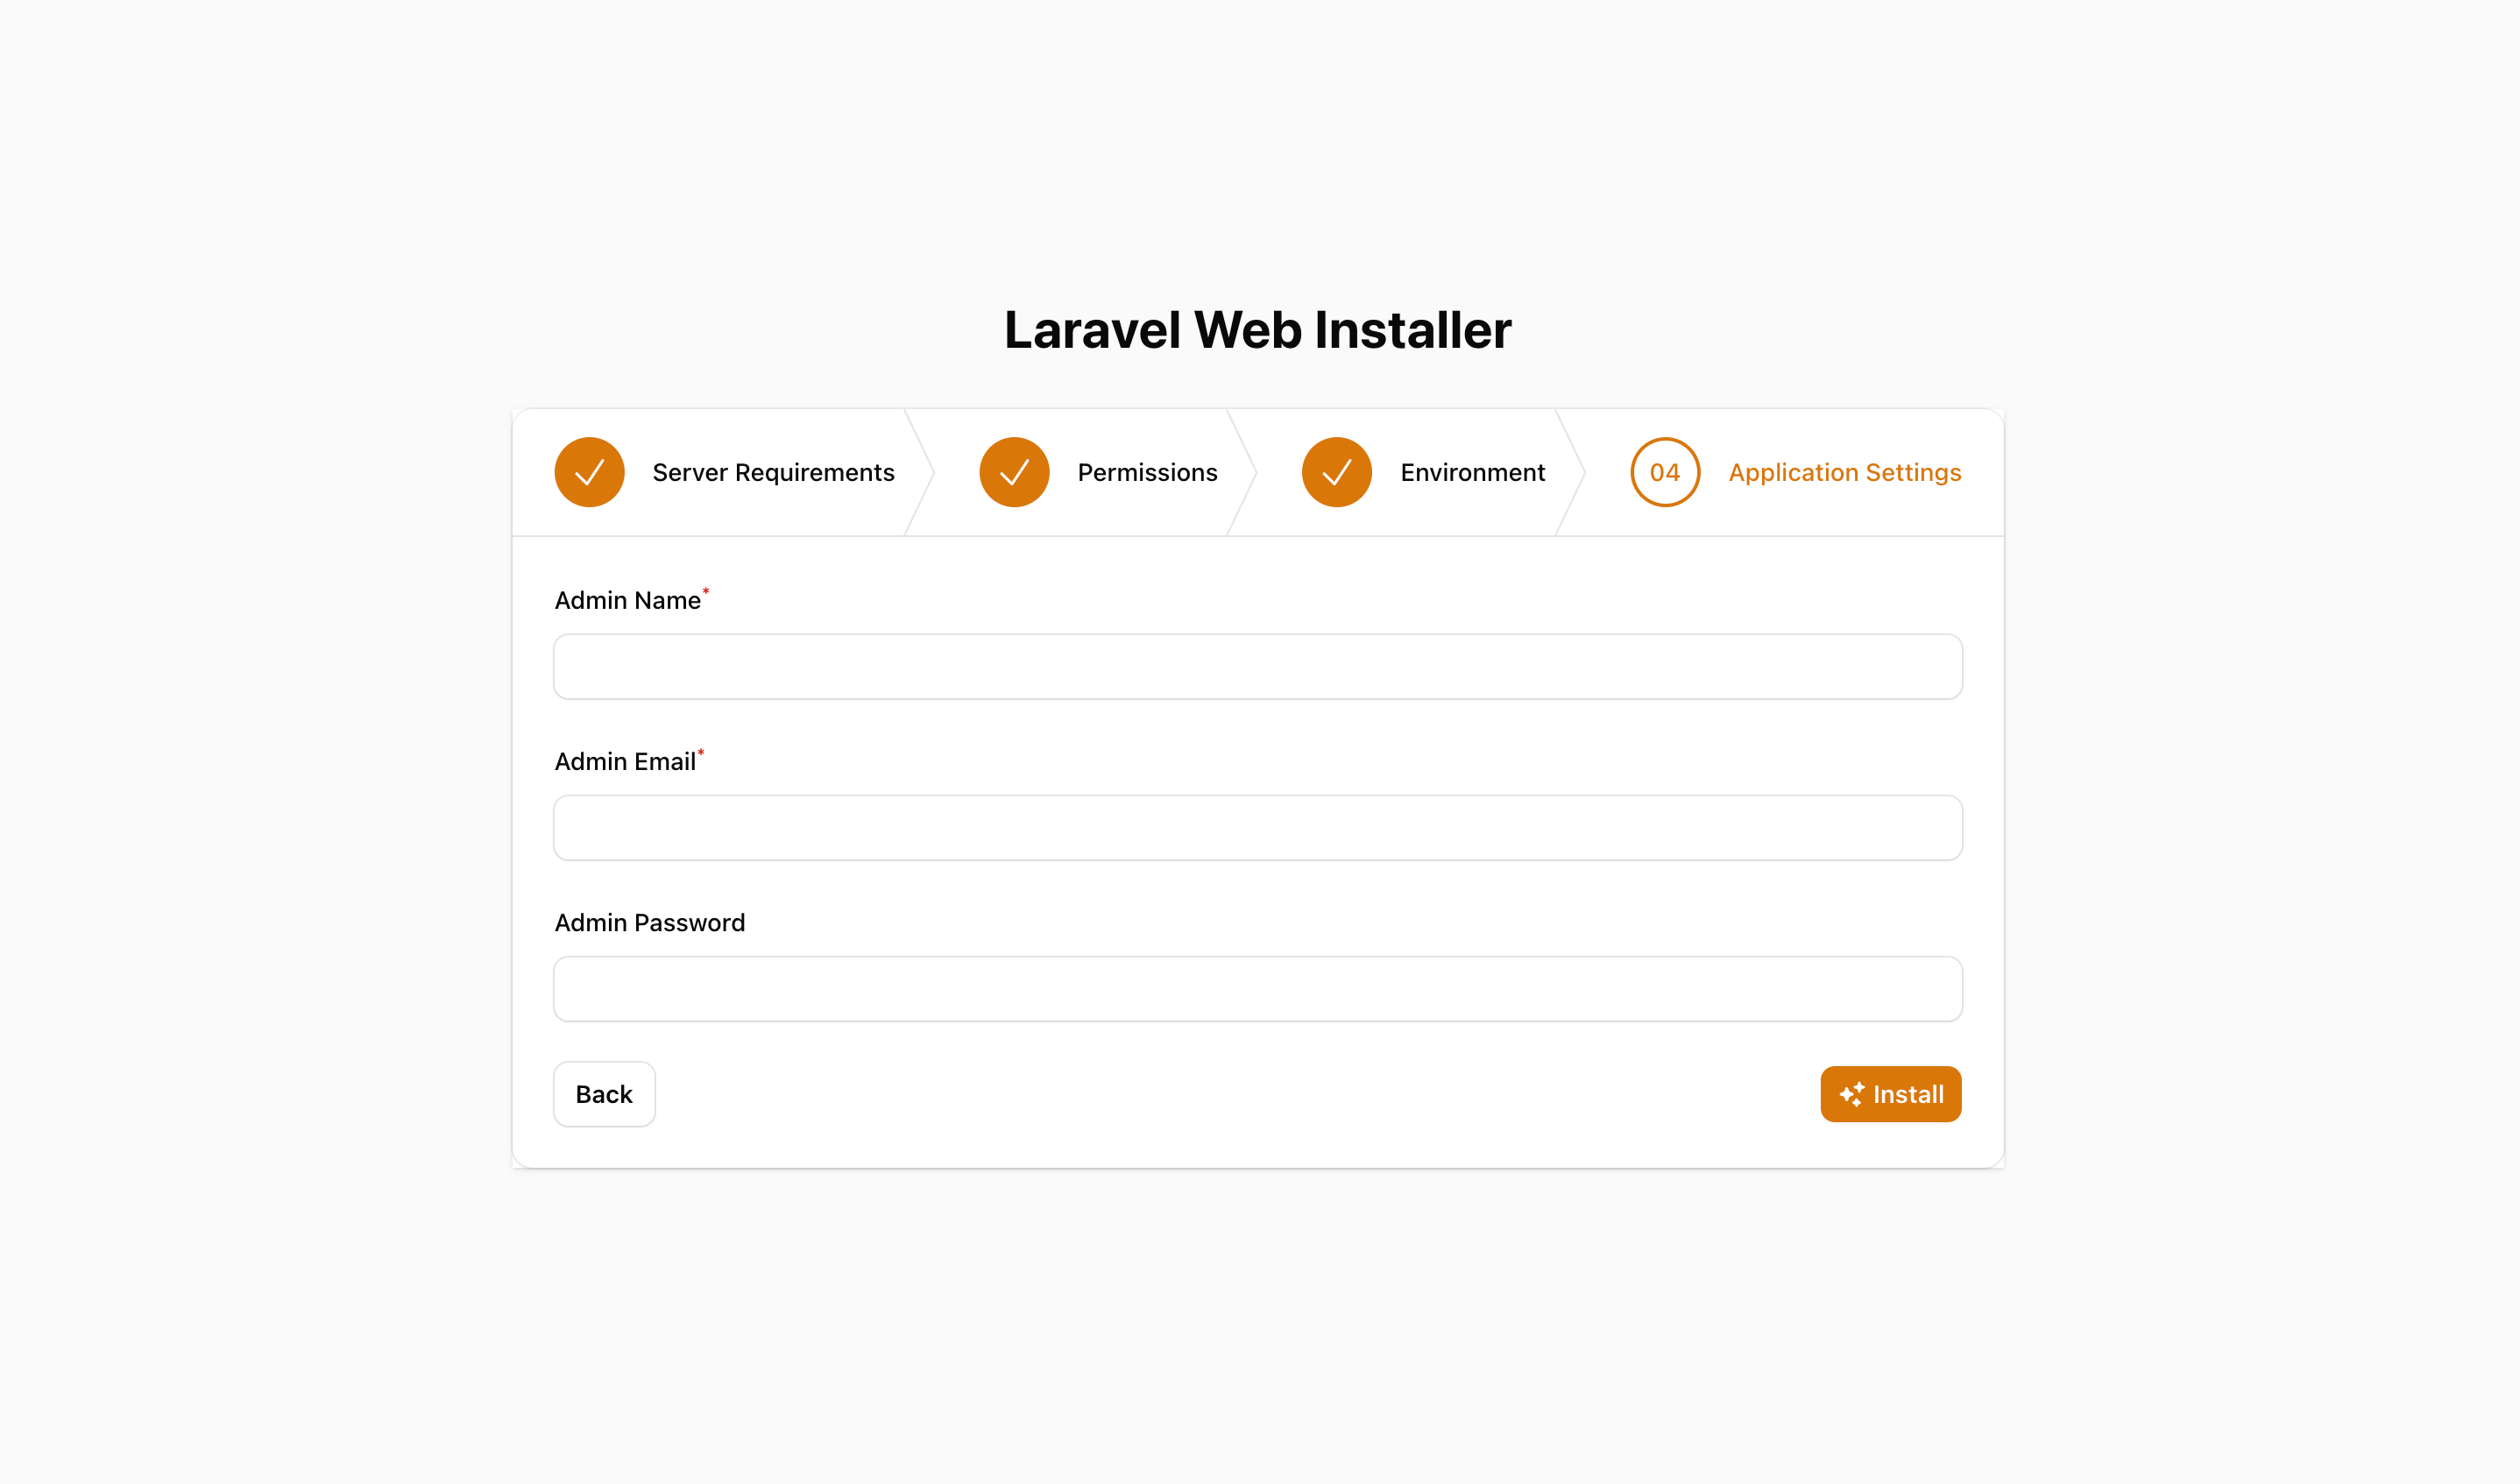 Laravel Web Installer
Server Requirements
Permissions
Environment
04 Application Settings
Admin Name*
Admin Email*
Admin Password
Back
Install